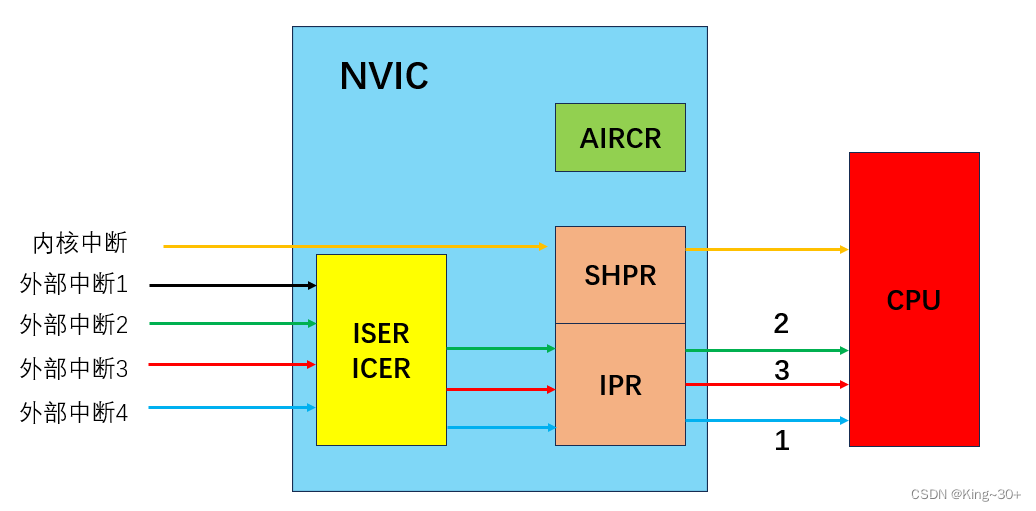 NVIC
AIRCR
内核中断
外部中断1
外部中断2
外部中断3
外部中断4
ISER
ICER
SHPR
IPR
2
3
1
CPU
CSDN @King~30+